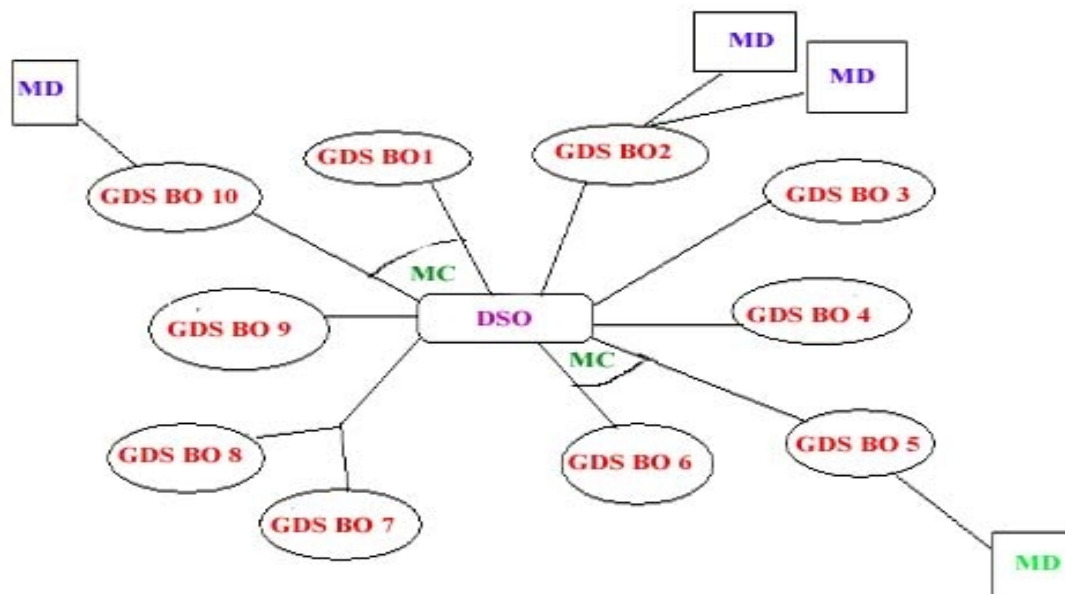 MD
MD
MD
GDS BO1
GDS BO2
GDS BO 10
GDS BO 3
MC
DSO
GDS BO 9
GDS BO 4
MC
GDS BO 8
GDS BO 6
GDS BO 5
GDS BO 7
MD